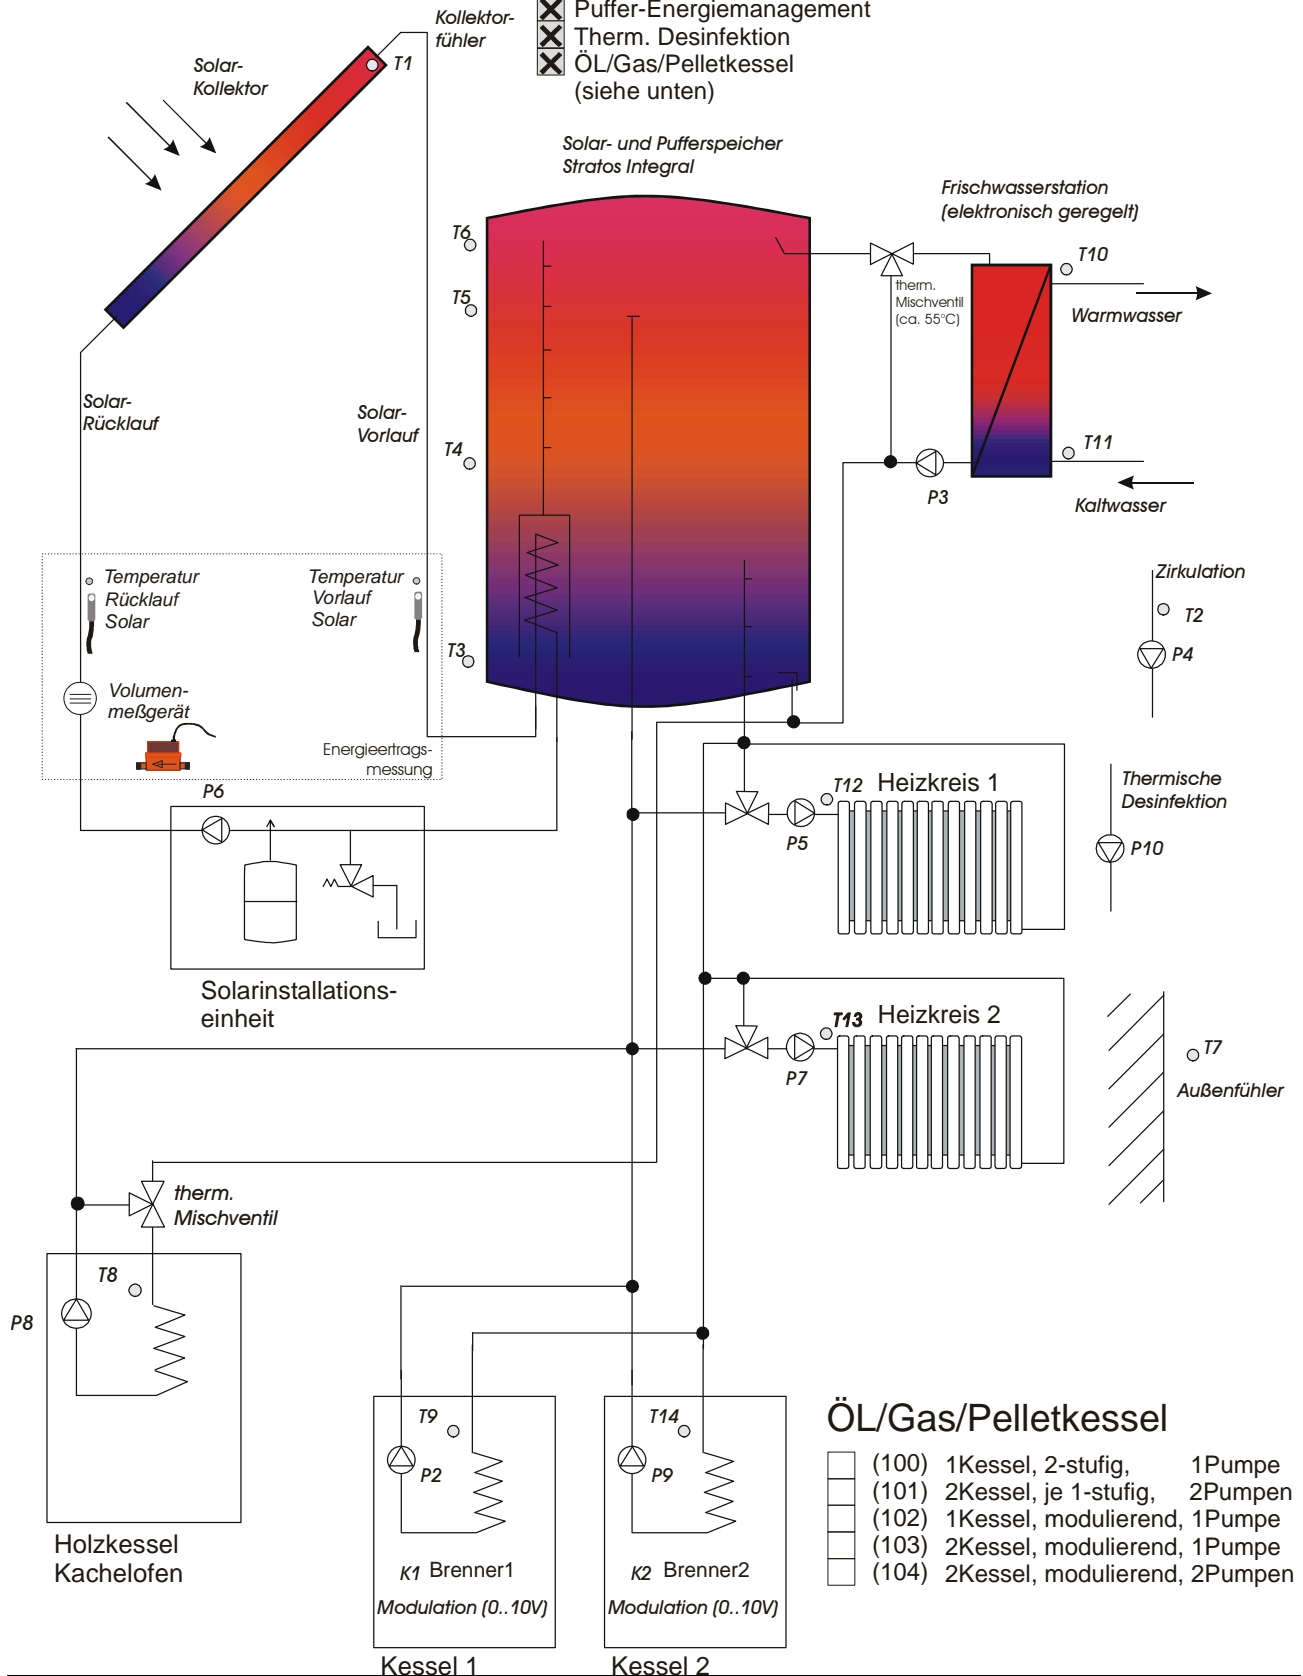 Puffer-Energiemanagement
Therm. Desinfektion
ÖL/Gas/Pelletkessel
(siehe unten)
Kollektor-
fühler
T1
Solar-
Kollektor
Solar- und Pufferspeicher
Stratos Integral
Frischwasserstation
(elektronisch geregelt)
T6
T5
T4
T3
T10
therm.
Mischventil
(ca. 55°C)
Warmwasser
T11
P3
Kaltwasser
Solar-
Rücklauf
Solar-
Vorlauf
Temperatur
Rücklauf
Solar
Temperatur
Vorlauf
Solar
Volumen-
meßgerät
Energieertrags-
messung
Zirkulation
T2
P4
P6
Solarinstallations-
einheit
T12
Heizkreis 1
P5
Thermische
Desinfektion
P10
T13
Heizkreis 2
P7
T7
Außenfühler
therm.
Mischventil
T8
P8
Holzkessel
Kachelofen
T9
P2
K1 Brenner1
Modulation (0..10V)
Kessel 1
T14
P9
K2 Brenner2
Modulation (0..10V)
Kessel 2
ÖL/Gas/Pelletkessel
(100) 1Kessel, 2-stufig, 1Pumpe
(101) 2Kessel, je 1-stufig, 2Pumpen
(102) 1Kessel, modulierend, 1Pumpe
(103) 2Kessel, modulierend, 1Pumpe
(104) 2Kessel, modulierend, 2Pumpen